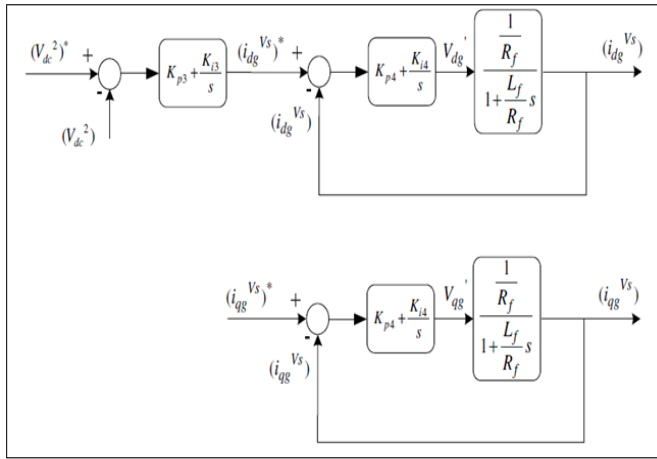 (V_dc^2)* + - (V_dc^2)
K_p3 + K_i3/s
(i_dg^Vs)* + - (i_dg^Vs)
K_p4 + K_i4/s
V_dg'
1/R_f
1+ L_f/R_f s
(i_dg^Vs)
(i_qg^Vs)* + - (i_qg^Vs)
K_p4 + K_i4/s
V_qg'
1/R_f
1+ L_f/R_f s
(i_qg^Vs)